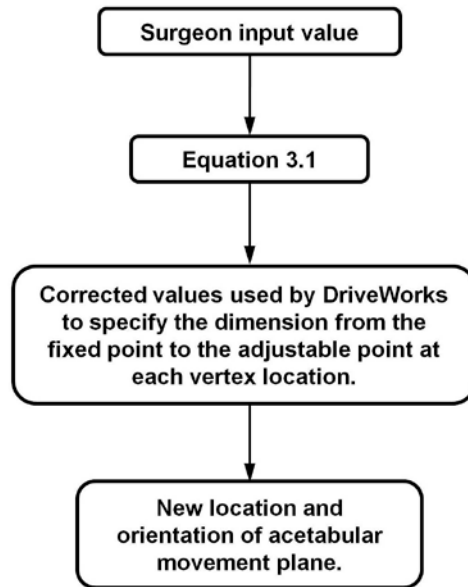 Surgeon input value
Equation 3.1
Corrected values used by DriveWorks
to specify the dimension from the
fixed point to the adjustable point at
each vertex location.
New location and
orientation of acetabular
movement plane.